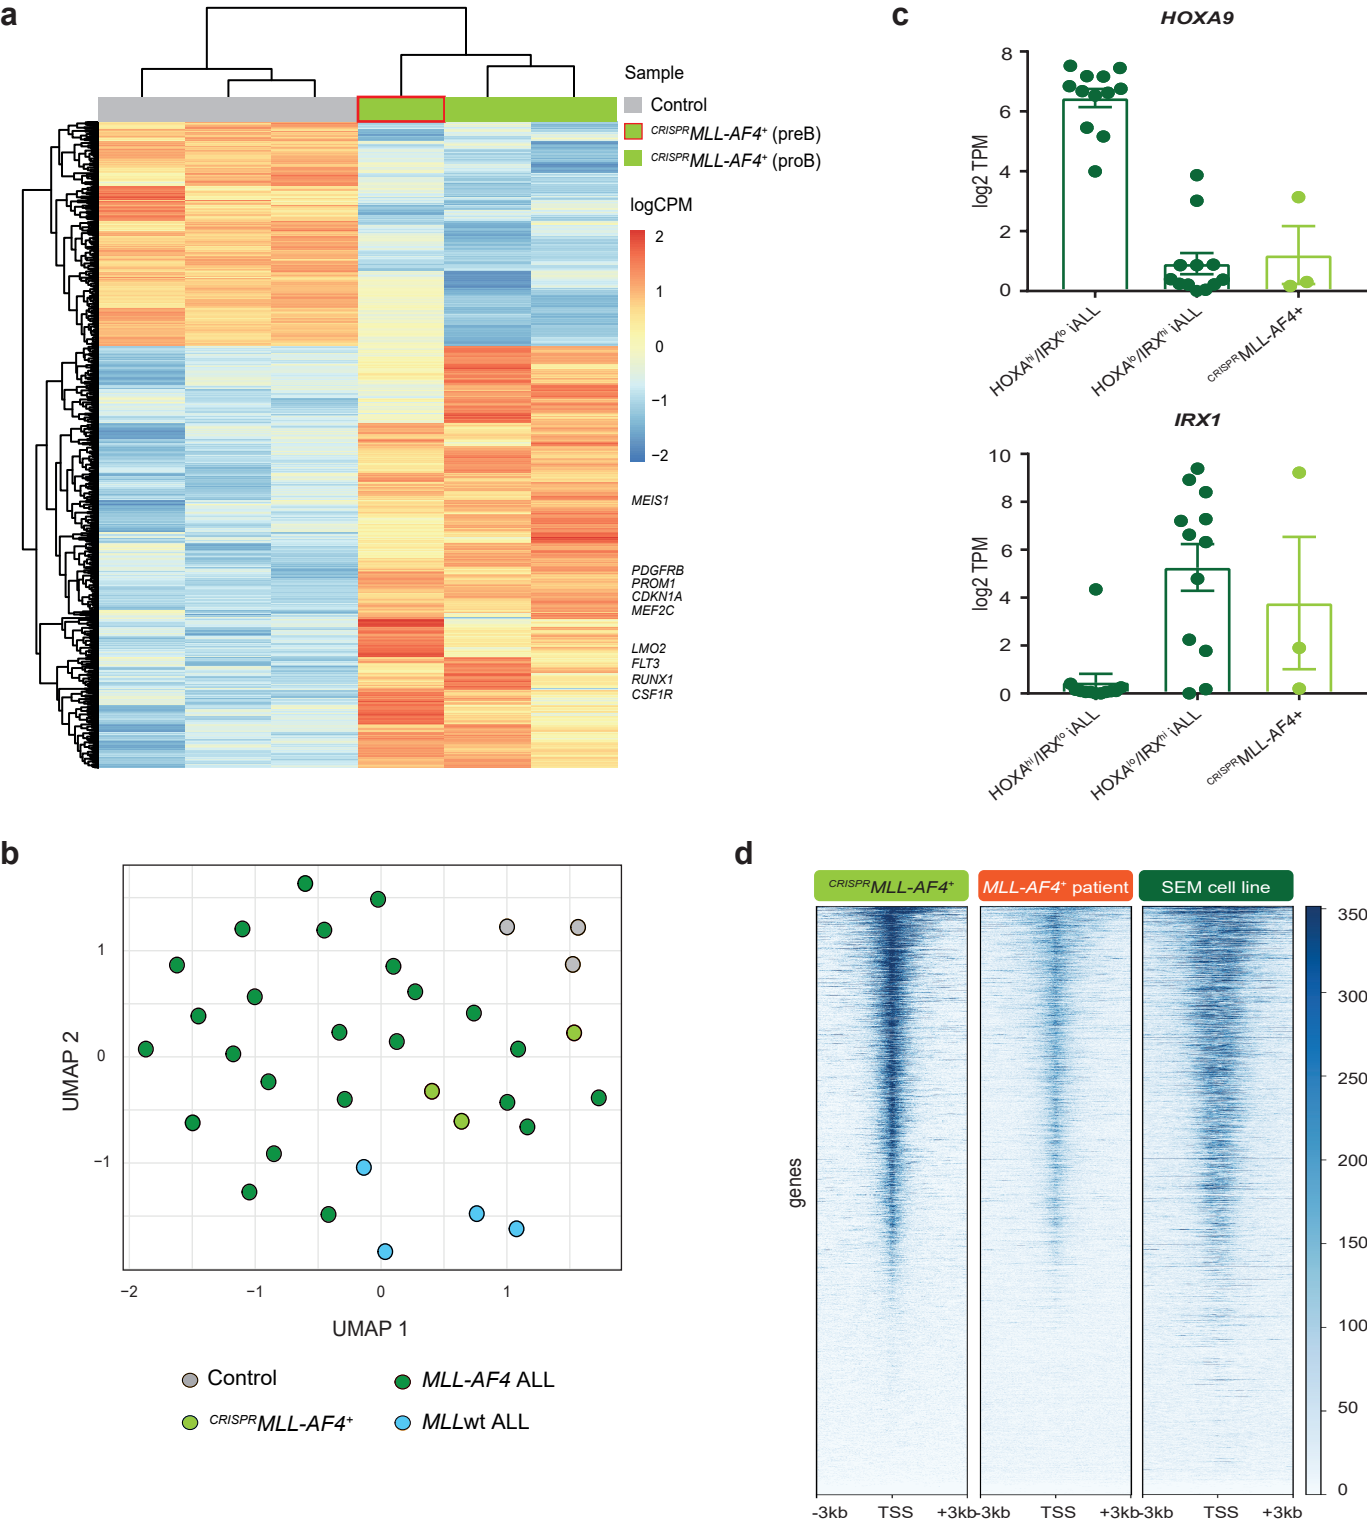 a
Sample
Control
CRISPRMLL-AF4+ (preB)
CRISPRMLL-AF4+ (proB)
logCPM
2
1
0
−1
−2
MEIS1
PDGFRB
PROM1
CDKN1A
MEF2C
LMO2
FLT3
RUNX1
CSF1R
c
HOXA9
8
6
4
2
0
log2 TPM
HOXAhi/IRXlo iALL
HOXAlo/IRXhi iALL
CRISPRMLL-AF4+
IRX1
10
8
6
4
2
0
log2 TPM
HOXAhi/IRXlo iALL
HOXAlo/IRXhi iALL
CRISPRMLL-AF4+
b
1
0
−1
UMAP 2
−2
−1
0
1
UMAP 1
Control
MLL-AF4 ALL
CRISPRMLL-AF4+
MLLwt ALL
d
CRISPRMLL-AF4+
MLL-AF4+ patient
SEM cell line
genes
350
300
250
200
150
100
50
0
-3kb TSS +3kb
-3kb TSS +3kb
-3kb TSS +3kb